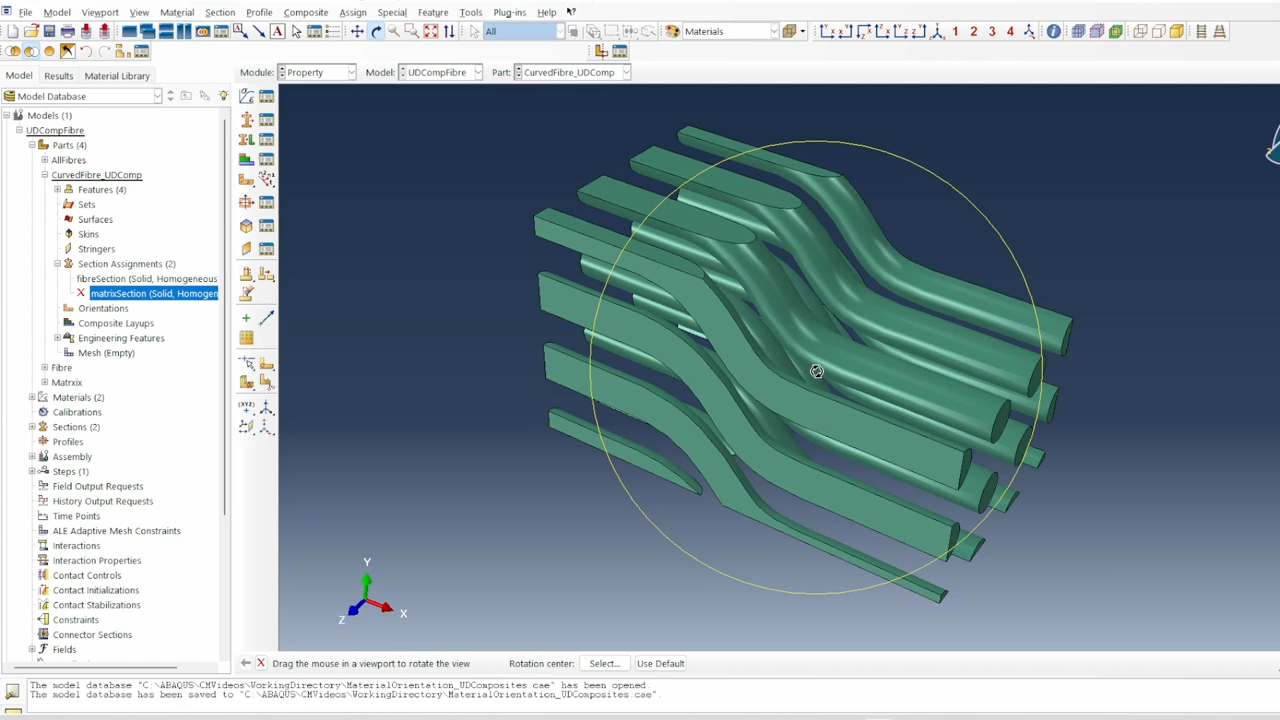 File Model Viewport View Material Section Profile Composite Assign Special Feature Tools Plug-ins Help
All Materials 1 2 3 4
Model Results Material Library Module: Property Model: UDCompFibre Part: CurvedFibre_UDComp
Model Database
Models (1)
UDCompFibre
Parts (4)
AllFibres
CurvedFibre_UDComp
Features (4)
Sets
Surfaces
Skins
Stringers
Section Assignments (2)
fibreSection (Solid, Homogeneous
matrixSection (Solid, Homogen
Orientations
Composite Layups
Engineering Features
Mesh (Empty)
Fibre
Matrxix
Materials (2)
Calibrations
Sections (2)
Profiles
Assembly
Steps (1)
Field Output Requests
History Output Requests
Time Points
ALE Adaptive Mesh Constraints
Interactions
Interaction Properties
Contact Controls
Contact Initializations
Contact Stabilizations
Constraints
Connector Sections
Fields
Y
X
Z
Drag the mouse in a viewport to rotate the view Rotation center: Select... Use Default
The model database "C:\ABAQUS\CMVideos\WorkingDirectory\MaterialOrientation_UDComposites.cae" has been opened.
The model database has been saved to "C:\ABAQUS\CMVideos\WorkingDirectory\MaterialOrientation_UDComposites.cae".